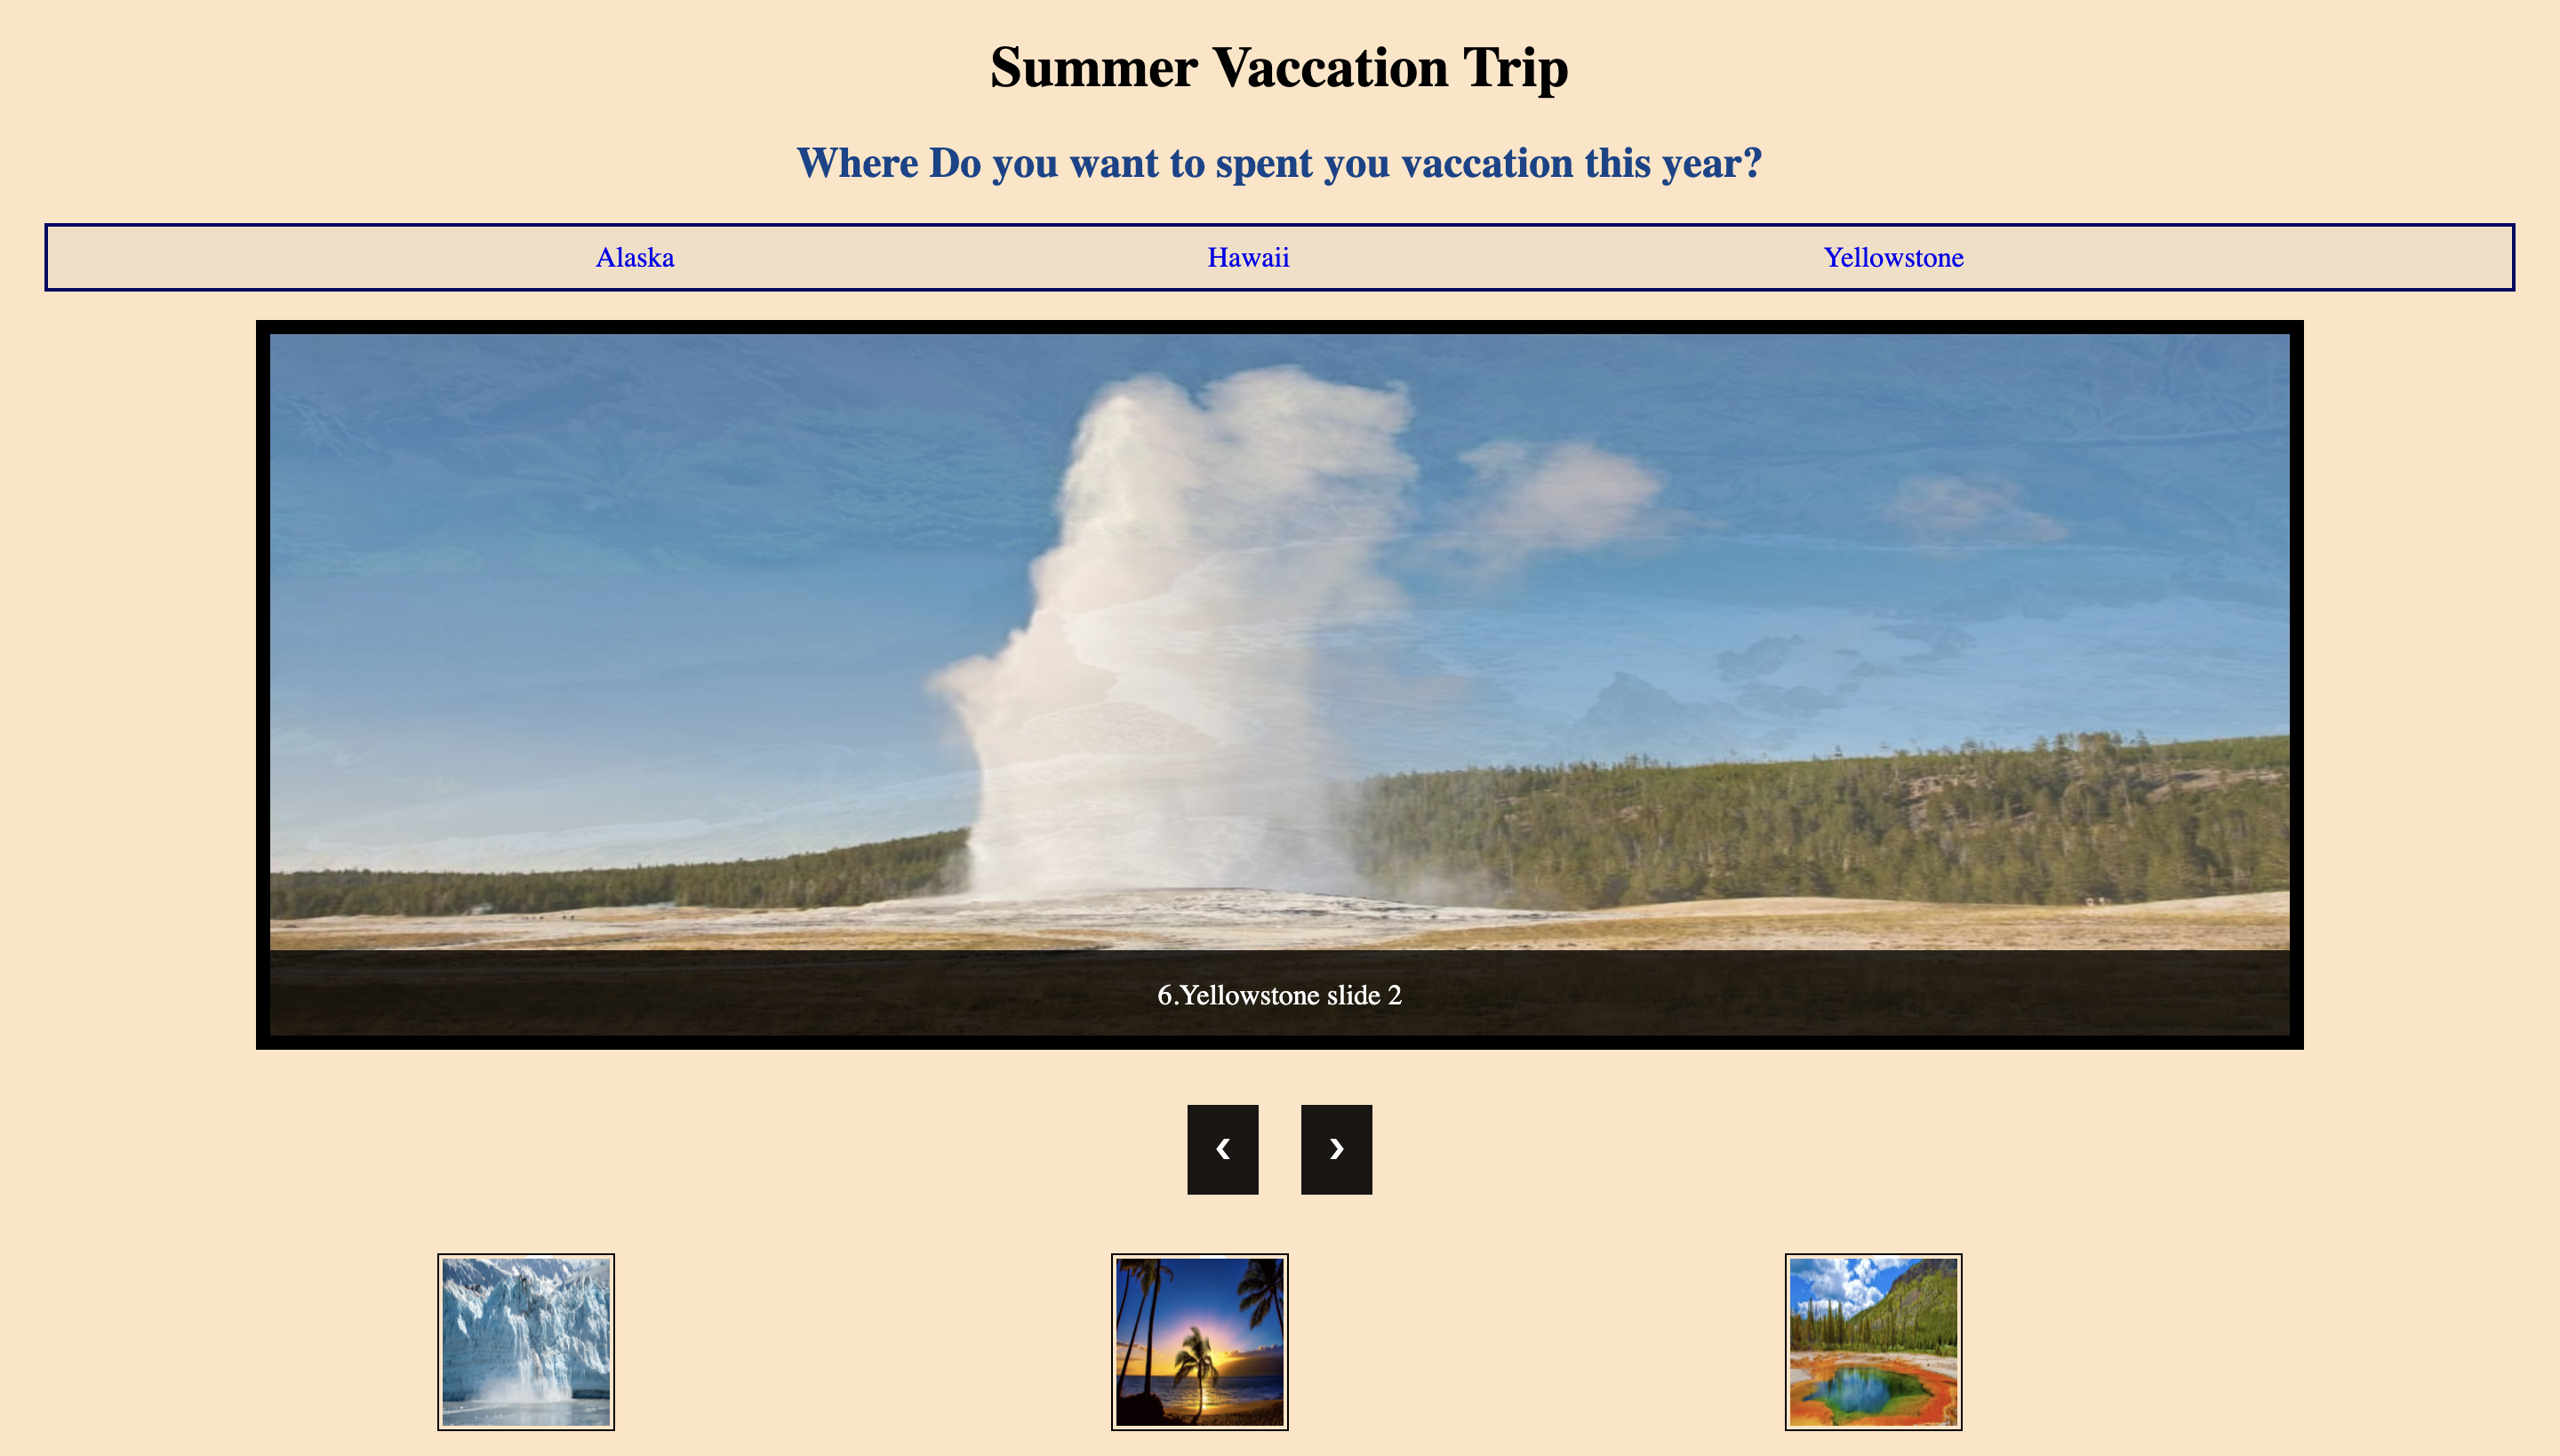 Summer Vaccation Trip
Where Do you want to spent you vaccation this year?
Alaska Hawaii Yellowstone
6.Yellowstone slide 2
‹ ›